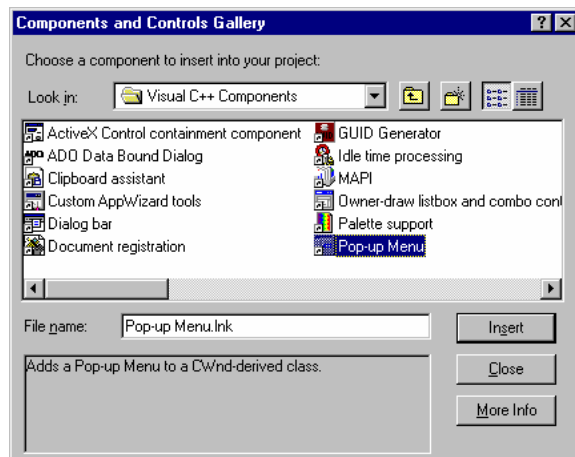 Components and Controls Gallery
Choose a component to insert into your project:
Look in: Visual C++ Components
ActiveX Control containment component
ADO Data Bound Dialog
Clipboard assistant
Custom AppWizard tools
Dialog bar
Document registration
GUID Generator
Idle time processing
MAPI
Owner-draw listbox and combo con
Palette support
Pop-up Menu
File name: Pop-up Menu.lnk
Insert
Adds a Pop-up Menu to a CWnd-derived class.
Close
More Info